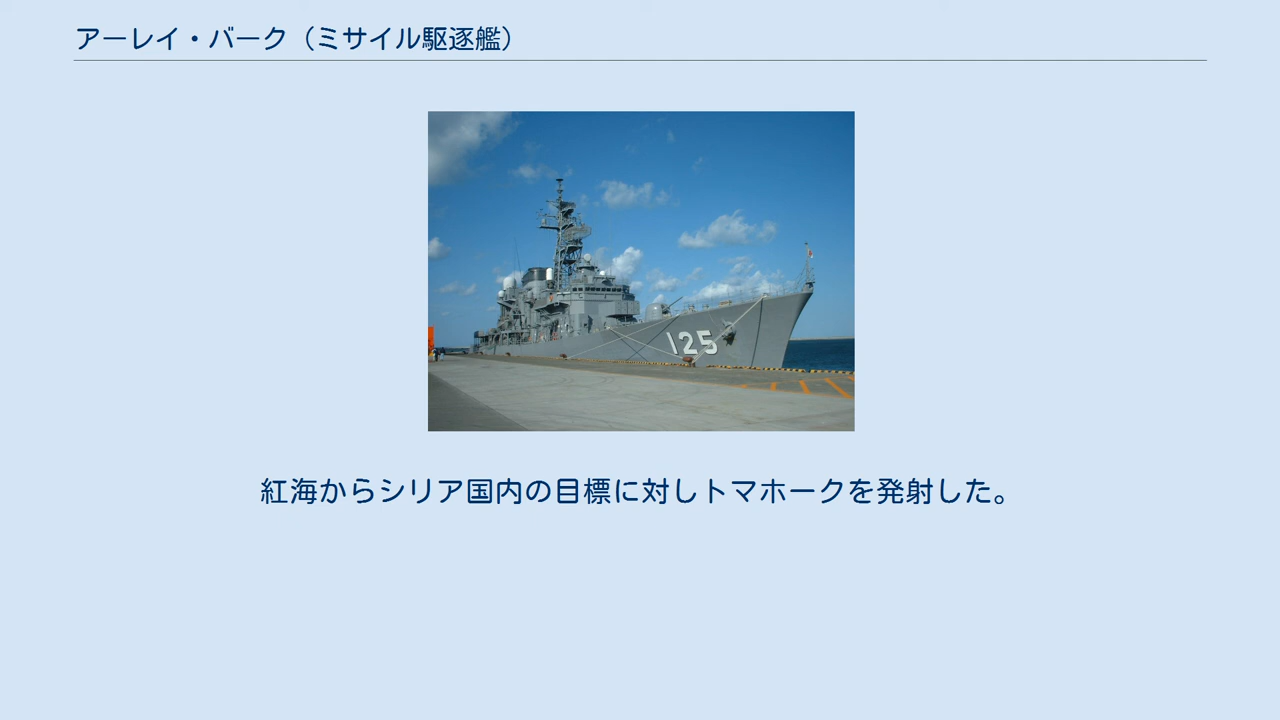 アーレイ・バーク（ミサイル駆逐艦）
125
紅海からシリア国内の目標に対しトマホークを発射した。